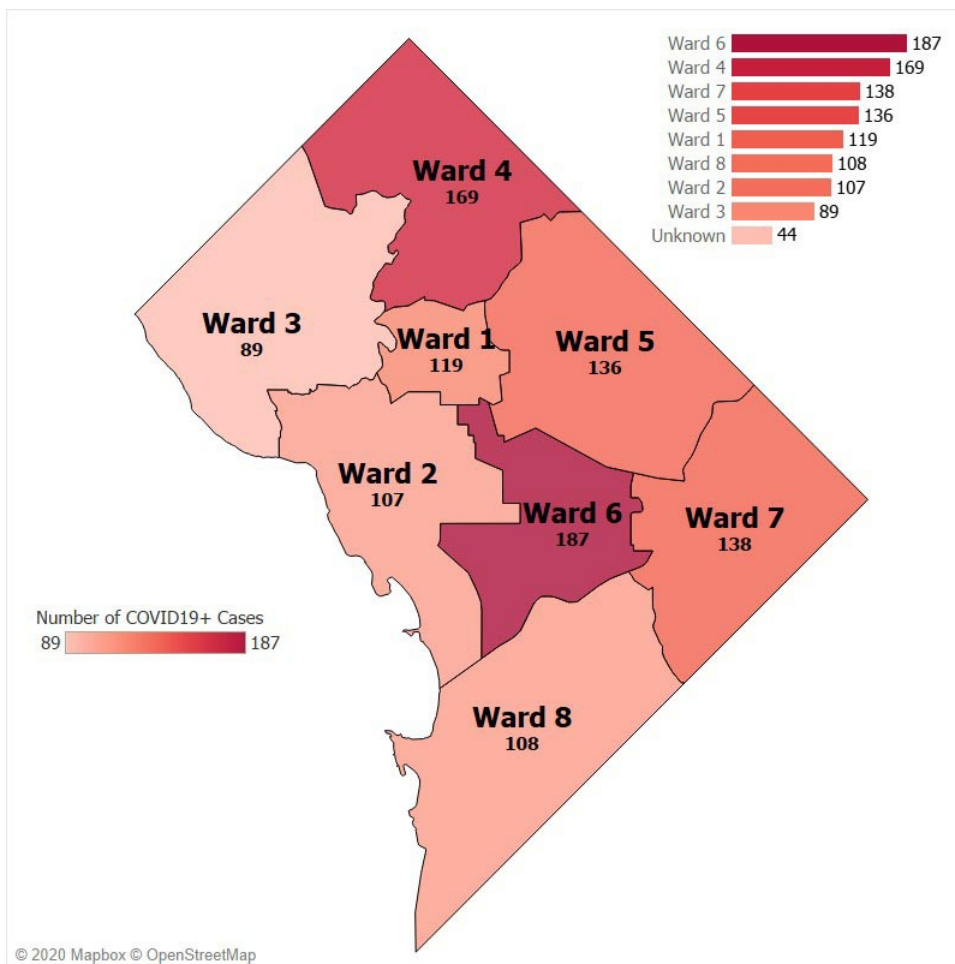 Ward 6 187
Ward 4 169
Ward 7 138
Ward 5 136
Ward 1 119
Ward 8 108
Ward 2 107
Ward 3 89
Unknown 44
Ward 4
169
Ward 3
89
Ward 1
119
Ward 5
136
Ward 2
107
Ward 6
187
Ward 7
138
Number of COVID19+ Cases
89 187
Ward 8
108
© 2020 Mapbox © OpenStreetMap